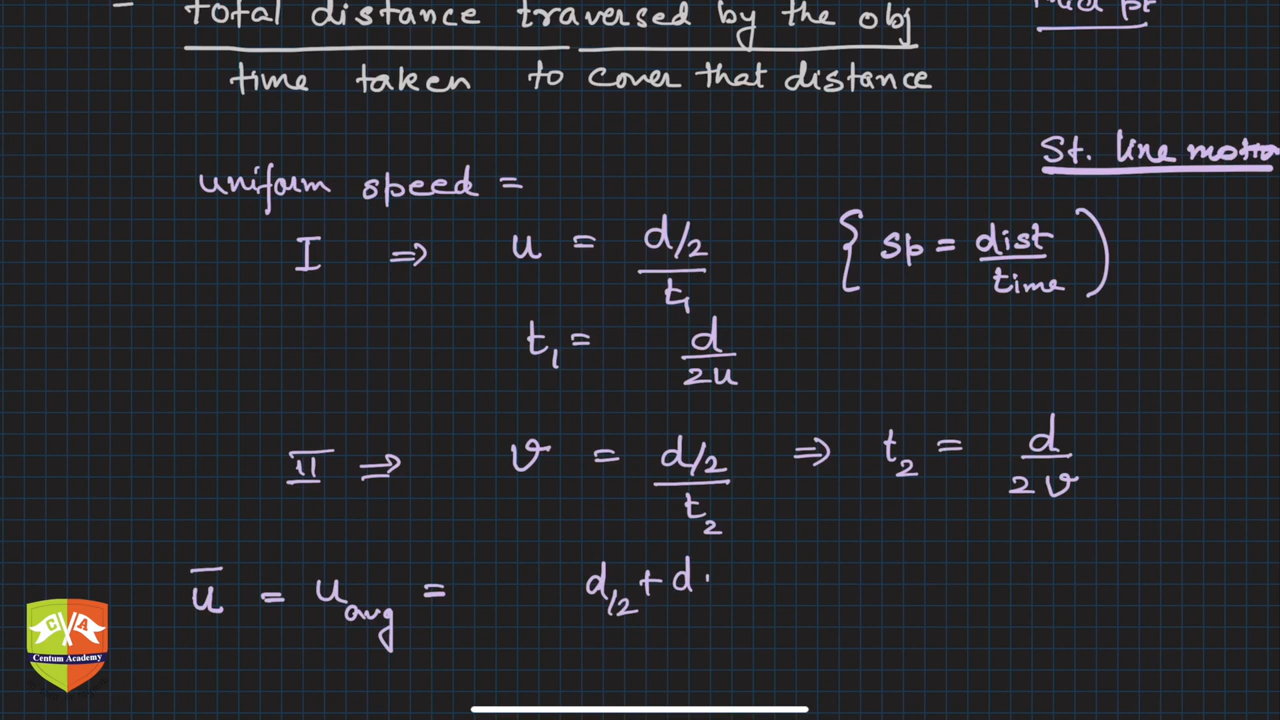 total distance traversed by the obj
time taken to cover that distance
St. line motion
uniform speed =
I ⇒ u = d/2 / t₁ { sp = dist / time )
t₁ = d / 2u
II ⇒ v = d/2 / t₂ ⇒ t₂ = d / 2v
u̅ = u avg = d/2 + d
C A
Centum Academy